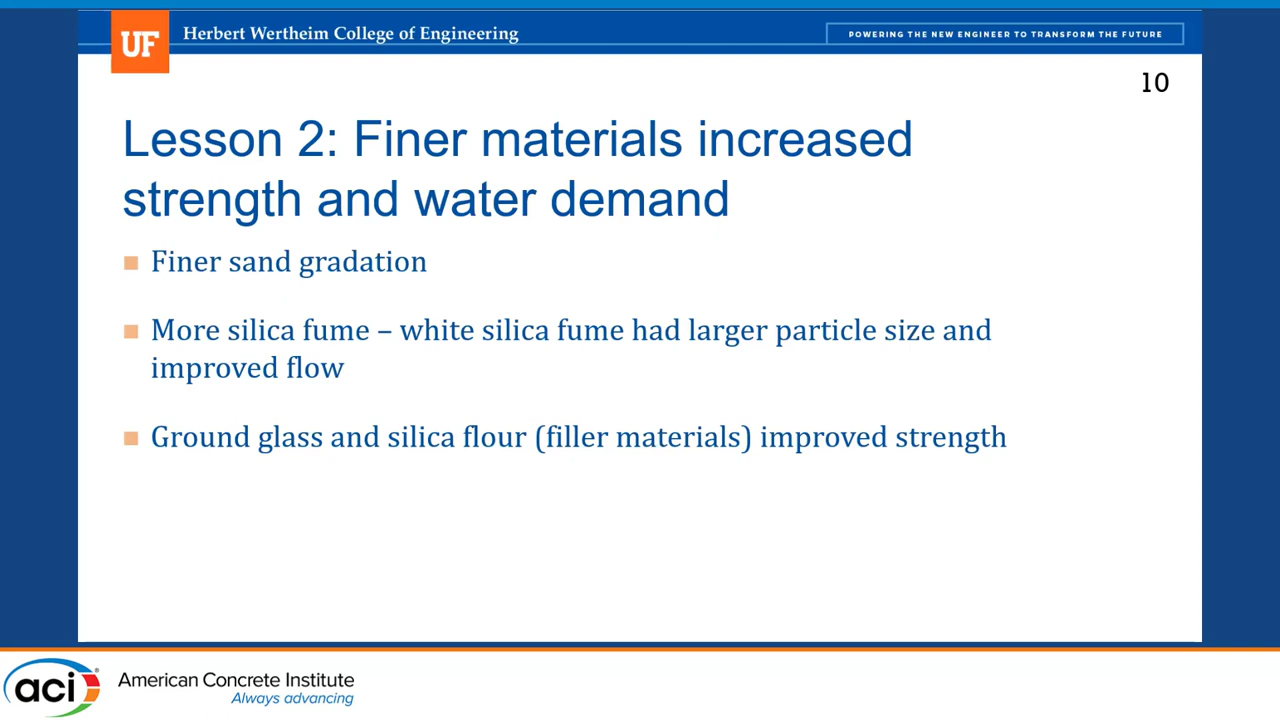 UF
Herbert Wertheim College of Engineering
POWERING THE NEW ENGINEER TO TRANSFORM THE FUTURE
10
Lesson 2: Finer materials increased
strength and water demand
Finer sand gradation
More silica fume – white silica fume had larger particle size and
improved flow
Ground glass and silica flour (filler materials) improved strength
aci®
American Concrete Institute
Always advancing